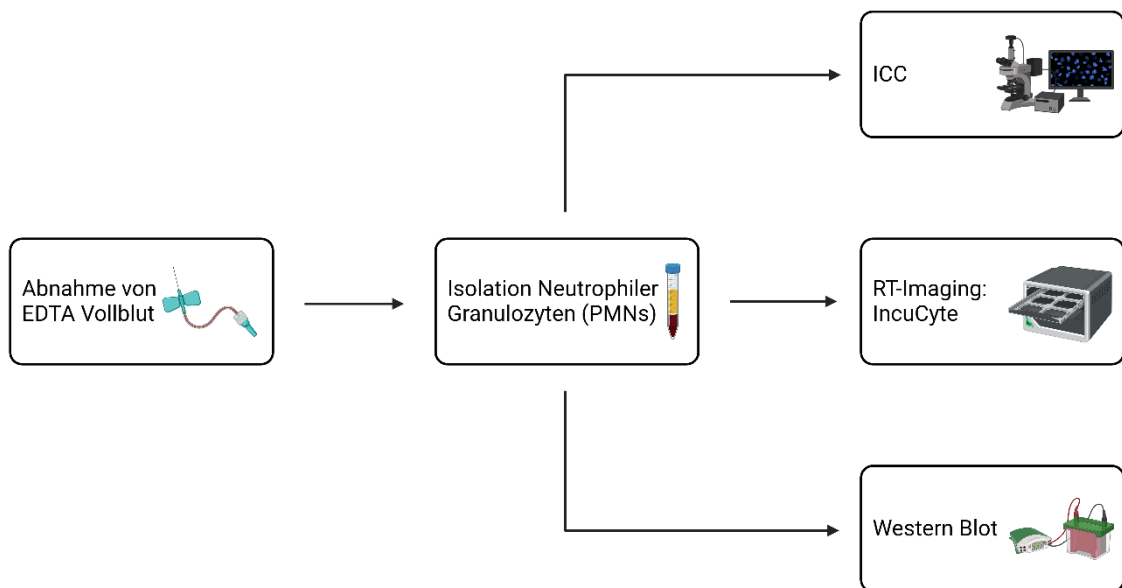 ICC
Abnahme von
EDTA Vollblut
Isolation Neutrophiler
Granulozyten (PMNs)
RT-Imaging:
IncuCyte
Western Blot